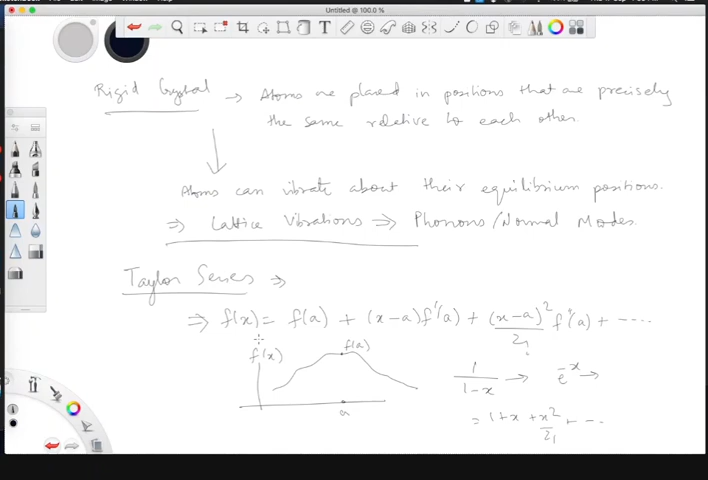 Untitled @ 100.0 %
Rigid Crystal → Atoms are placed in positions that are precisely
the same relative to each other.
Atoms can vibrate about their equilibrium positions.
⇒ Lattice Vibrations ⇒ Phonons/Normal Modes.
Taylor Series ⇒
⇒ f(x) = f(a) + (x-a)f'(a) + (x-a)²/2! f''(a) + ----
f(x)
f(a)
a
1/(1-x) → e^-x →
= 1+x + x²/2! + --